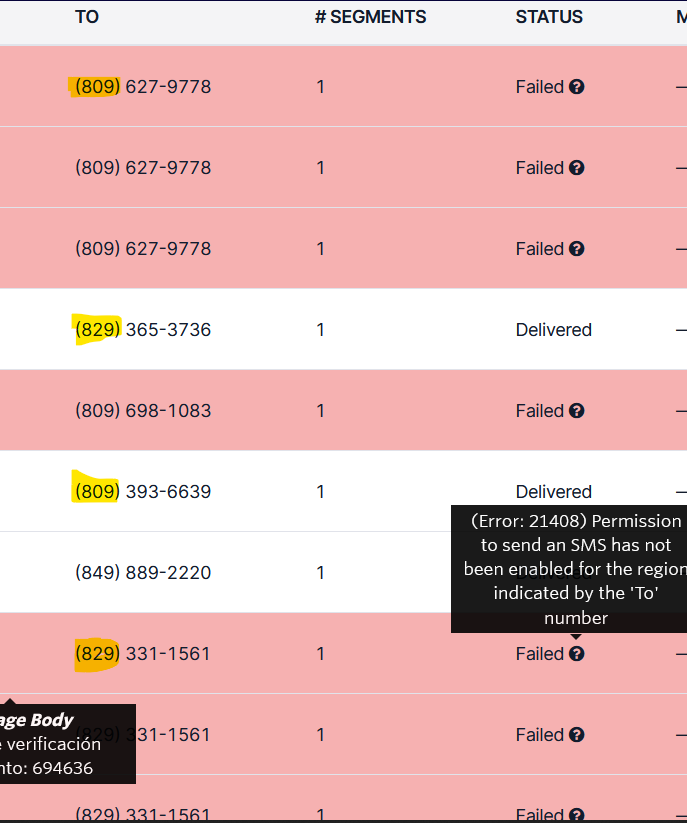 TO # SEGMENTS STATUS M
(809) 627-9778 1 Failed ? —
(809) 627-9778 1 Failed ? —
(809) 627-9778 1 Failed ? —
(829) 365-3736 1 Delivered —
(809) 698-1083 1 Failed ? —
(809) 393-6639 1 Delivered —
(Error: 21408) Permission
to send an SMS has not
been enabled for the region
indicated by the 'To'
number
(849) 889-2220 1 Delivered
(829) 331-1561 1 Failed ? —
age Body
e verificación
nto: 694636
(829) 331-1561 1 Failed ? —
(829) 331-1561 1 Failed ?